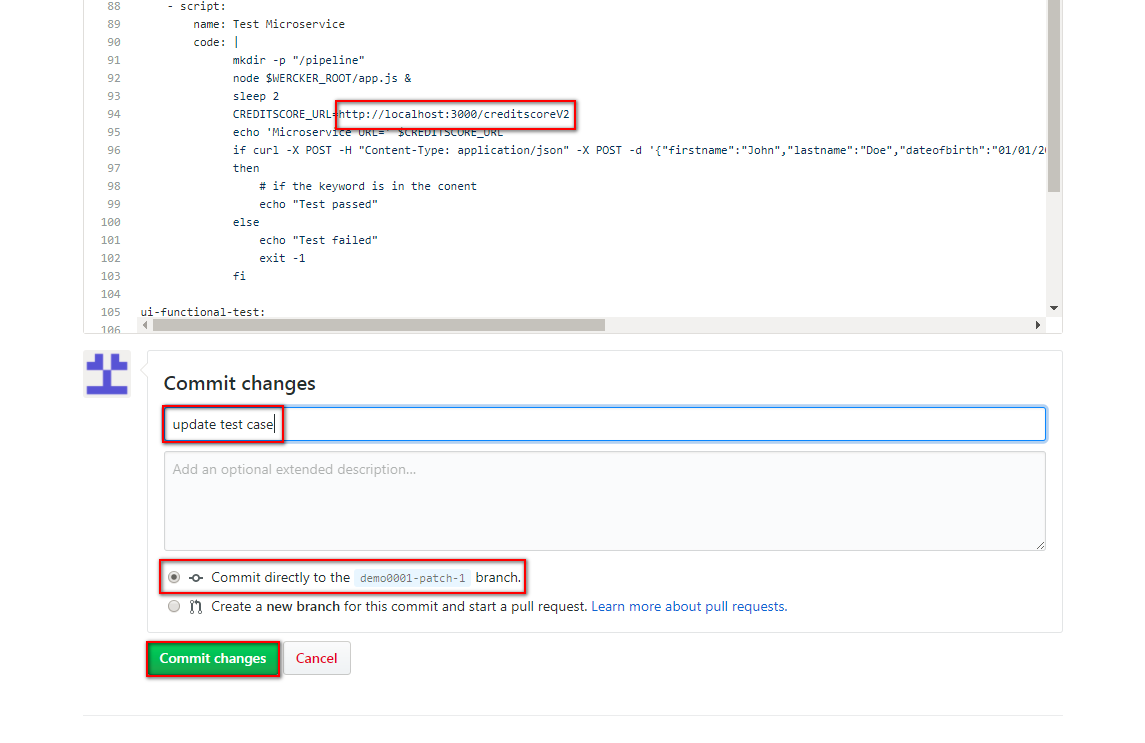 88 - script:
89 name: Test Microservice
90 code: |
91 mkdir -p "/pipeline"
92 node $WERCKER_ROOT/app.js &
93 sleep 2
94 CREDITSCORE_URL=http://localhost:3000/creditscoreV2
95 echo 'Microservice URL=' $CREDITSCORE_URL
96 if curl -X POST -H "Content-Type: application/json" -X POST -d '{"firstname":"John","lastname":"Doe","dateofbirth":"01/01/20
97 then
98 # if the keyword is in the conent
99 echo "Test passed"
100 else
101 echo "Test failed"
102 exit -1
103 fi
104
105 ui-functional-test:
106
Commit changes
update test case
Add an optional extended description...
Commit directly to the demo0001-patch-1 branch.
Create a new branch for this commit and start a pull request. Learn more about pull requests.
Commit changes Cancel